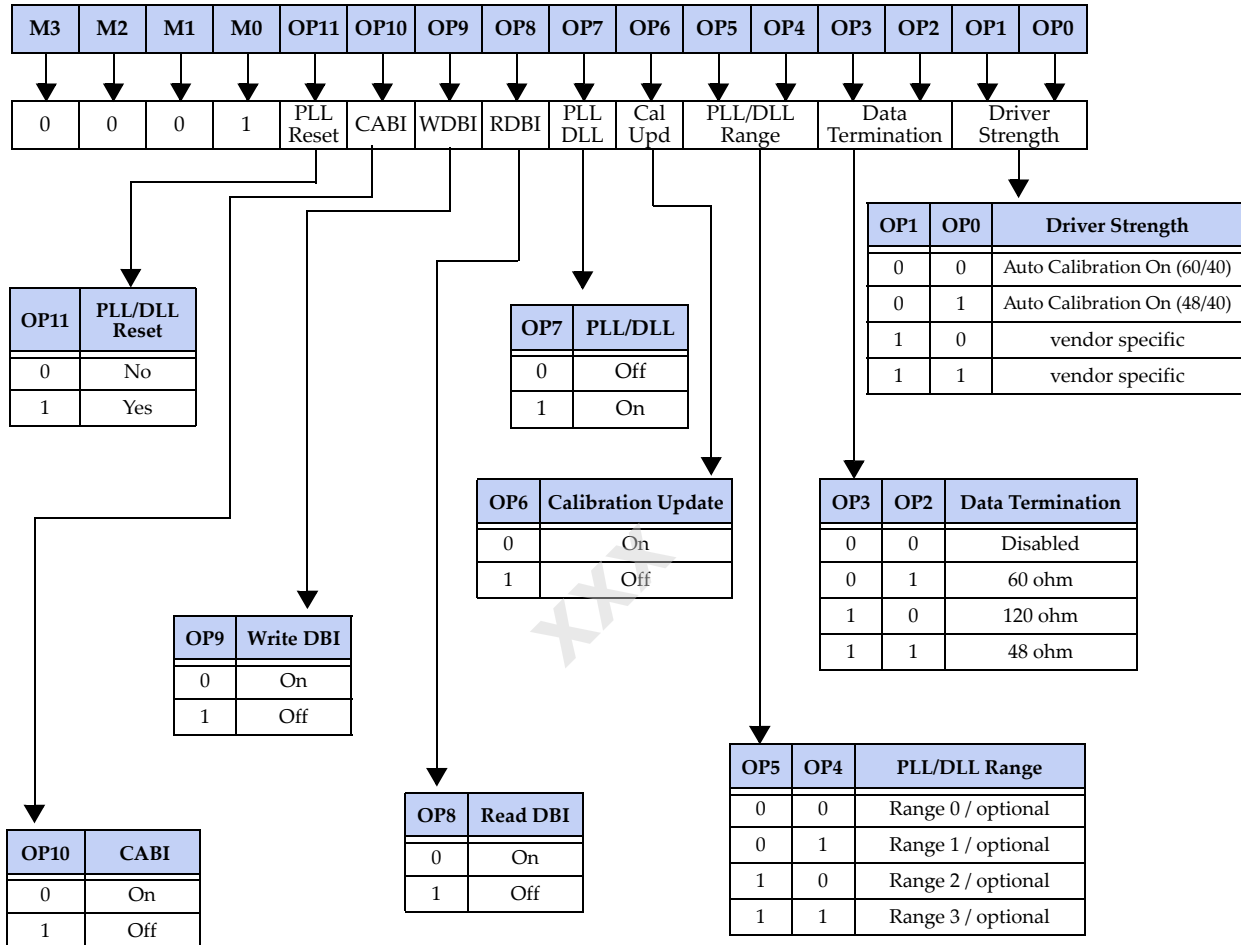 M3 M2 M1 M0 OP11 OP10 OP9 OP8 OP7 OP6 OP5 OP4 OP3 OP2 OP1 OP0
0 0 0 1 PLL Reset CABI WDBI RDBI PLL DLL Cal Upd PLL/DLL Range Data Termination Driver Strength
OP1 OP0 Driver Strength
0 0 Auto Calibration On (60/40)
0 1 Auto Calibration On (48/40)
1 0 vendor specific
1 1 vendor specific
OP11 PLL/DLL Reset
0 No
1 Yes
OP7 PLL/DLL
0 Off
1 On
OP6 Calibration Update
0 On
1 Off
OP3 OP2 Data Termination
0 0 Disabled
0 1 60 ohm
1 0 120 ohm
1 1 48 ohm
xxx
OP9 Write DBI
0 On
1 Off
OP5 OP4 PLL/DLL Range
0 0 Range 0 / optional
0 1 Range 1 / optional
1 0 Range 2 / optional
1 1 Range 3 / optional
OP8 Read DBI
0 On
1 Off
OP10 CABI
0 On
1 Off